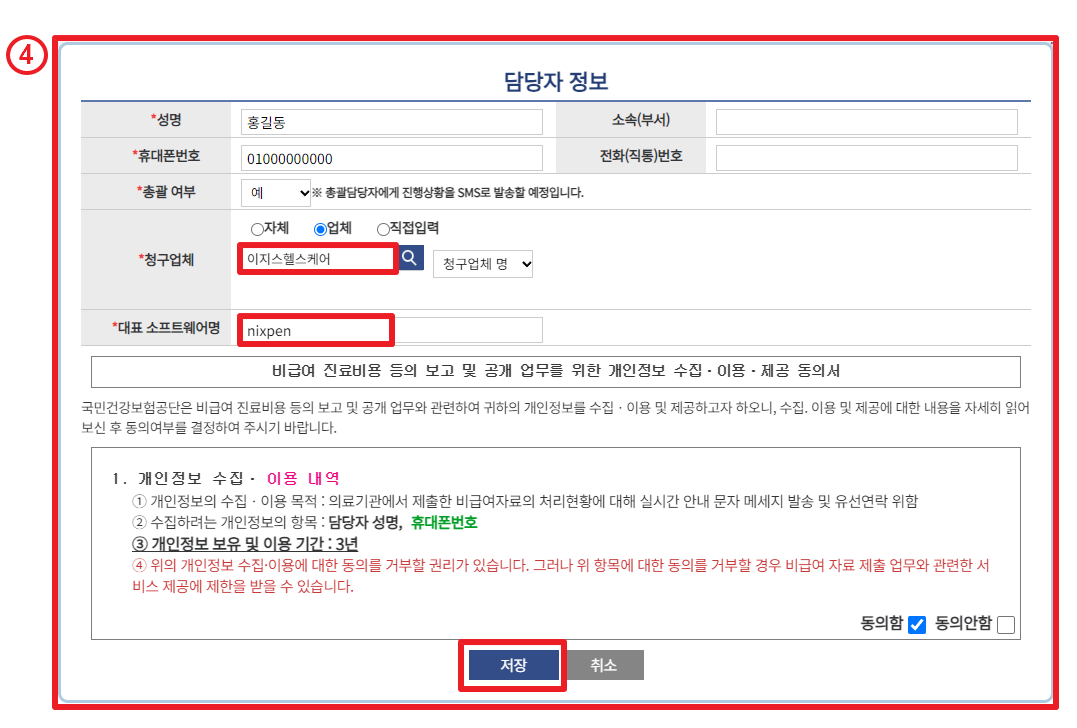 ④
담당자 정보
*성명 홍길동 소속(부서)
*휴대폰번호 01000000000 전화(직통)번호
*총괄 여부 예 ※ 총괄담당자에게 진행상황을 SMS로 발송할 예정입니다.
자체 업체 직접입력
*청구업체 이지스헬스케어 청구업체 명
*대표 소프트웨어명 nixpen
비급여 진료비용 등의 보고 및 공개 업무를 위한 개인정보 수집·이용·제공 동의서
국민건강보험공단은 비급여 진료비용 등의 보고 및 공개 업무와 관련하여 귀하의 개인정보를 수집 · 이용 및 제공하고자 하오니, 수집. 이용 및 제공에 대한 내용을 자세히 읽어
보신 후 동의여부를 결정하여 주시기 바랍니다.
1. 개인정보 수집· 이용 내역
① 개인정보의 수집 · 이용 목적 : 의료기관에서 제출한 비급여자료의 처리현황에 대해 실시간 안내 문자 메세지 발송 및 유선연락 위함
② 수집하려는 개인정보의 항목 : 담당자 성명, 휴대폰번호
③ 개인정보 보유 및 이용 기간 : 3년
④ 위의 개인정보 수집·이용에 대한 동의를 거부할 권리가 있습니다. 그러나 위 항목에 대한 동의를 거부할 경우 비급여 자료 제출 업무와 관련한 서
비스 제공에 제한을 받을 수 있습니다.
동의함 동의안함
저장 취소